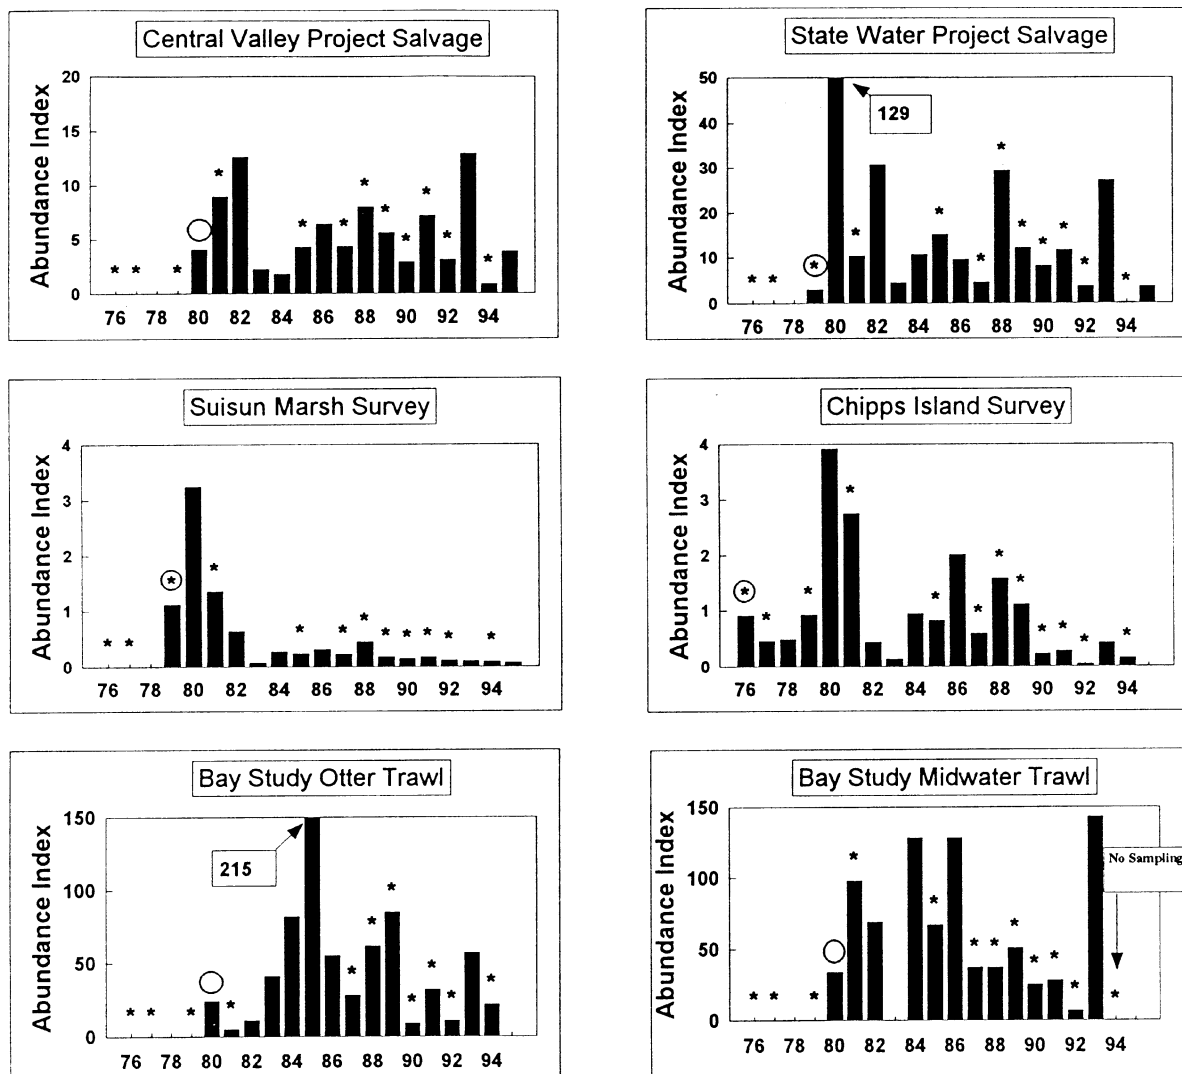 Central Valley Project Salvage
Abundance Index
20
15
10
5
0
* * * * * * * * * * * *
76 78 80 82 84 86 88 90 92 94
State Water Project Salvage
Abundance Index
50
40
30
20
10
0
129
* * * * * * * * * * * *
76 78 80 82 84 86 88 90 92 94
Suisun Marsh Survey
Abundance Index
4
3
2
1
0
* * * * * * * * * * * *
76 78 80 82 84 86 88 90 92 94
Chipps Island Survey
Abundance Index
4
3
2
1
0
* * * * * * * * * * * *
76 78 80 82 84 86 88 90 92 94
Bay Study Otter Trawl
Abundance Index
150
100
50
0
215
* * * * * * * * * * *
76 78 80 82 84 86 88 90 92 94
Bay Study Midwater Trawl
Abundance Index
150
100
50
0
No Sampling
* * * * * * * * * * * *
76 78 80 82 84 86 88 90 92 94